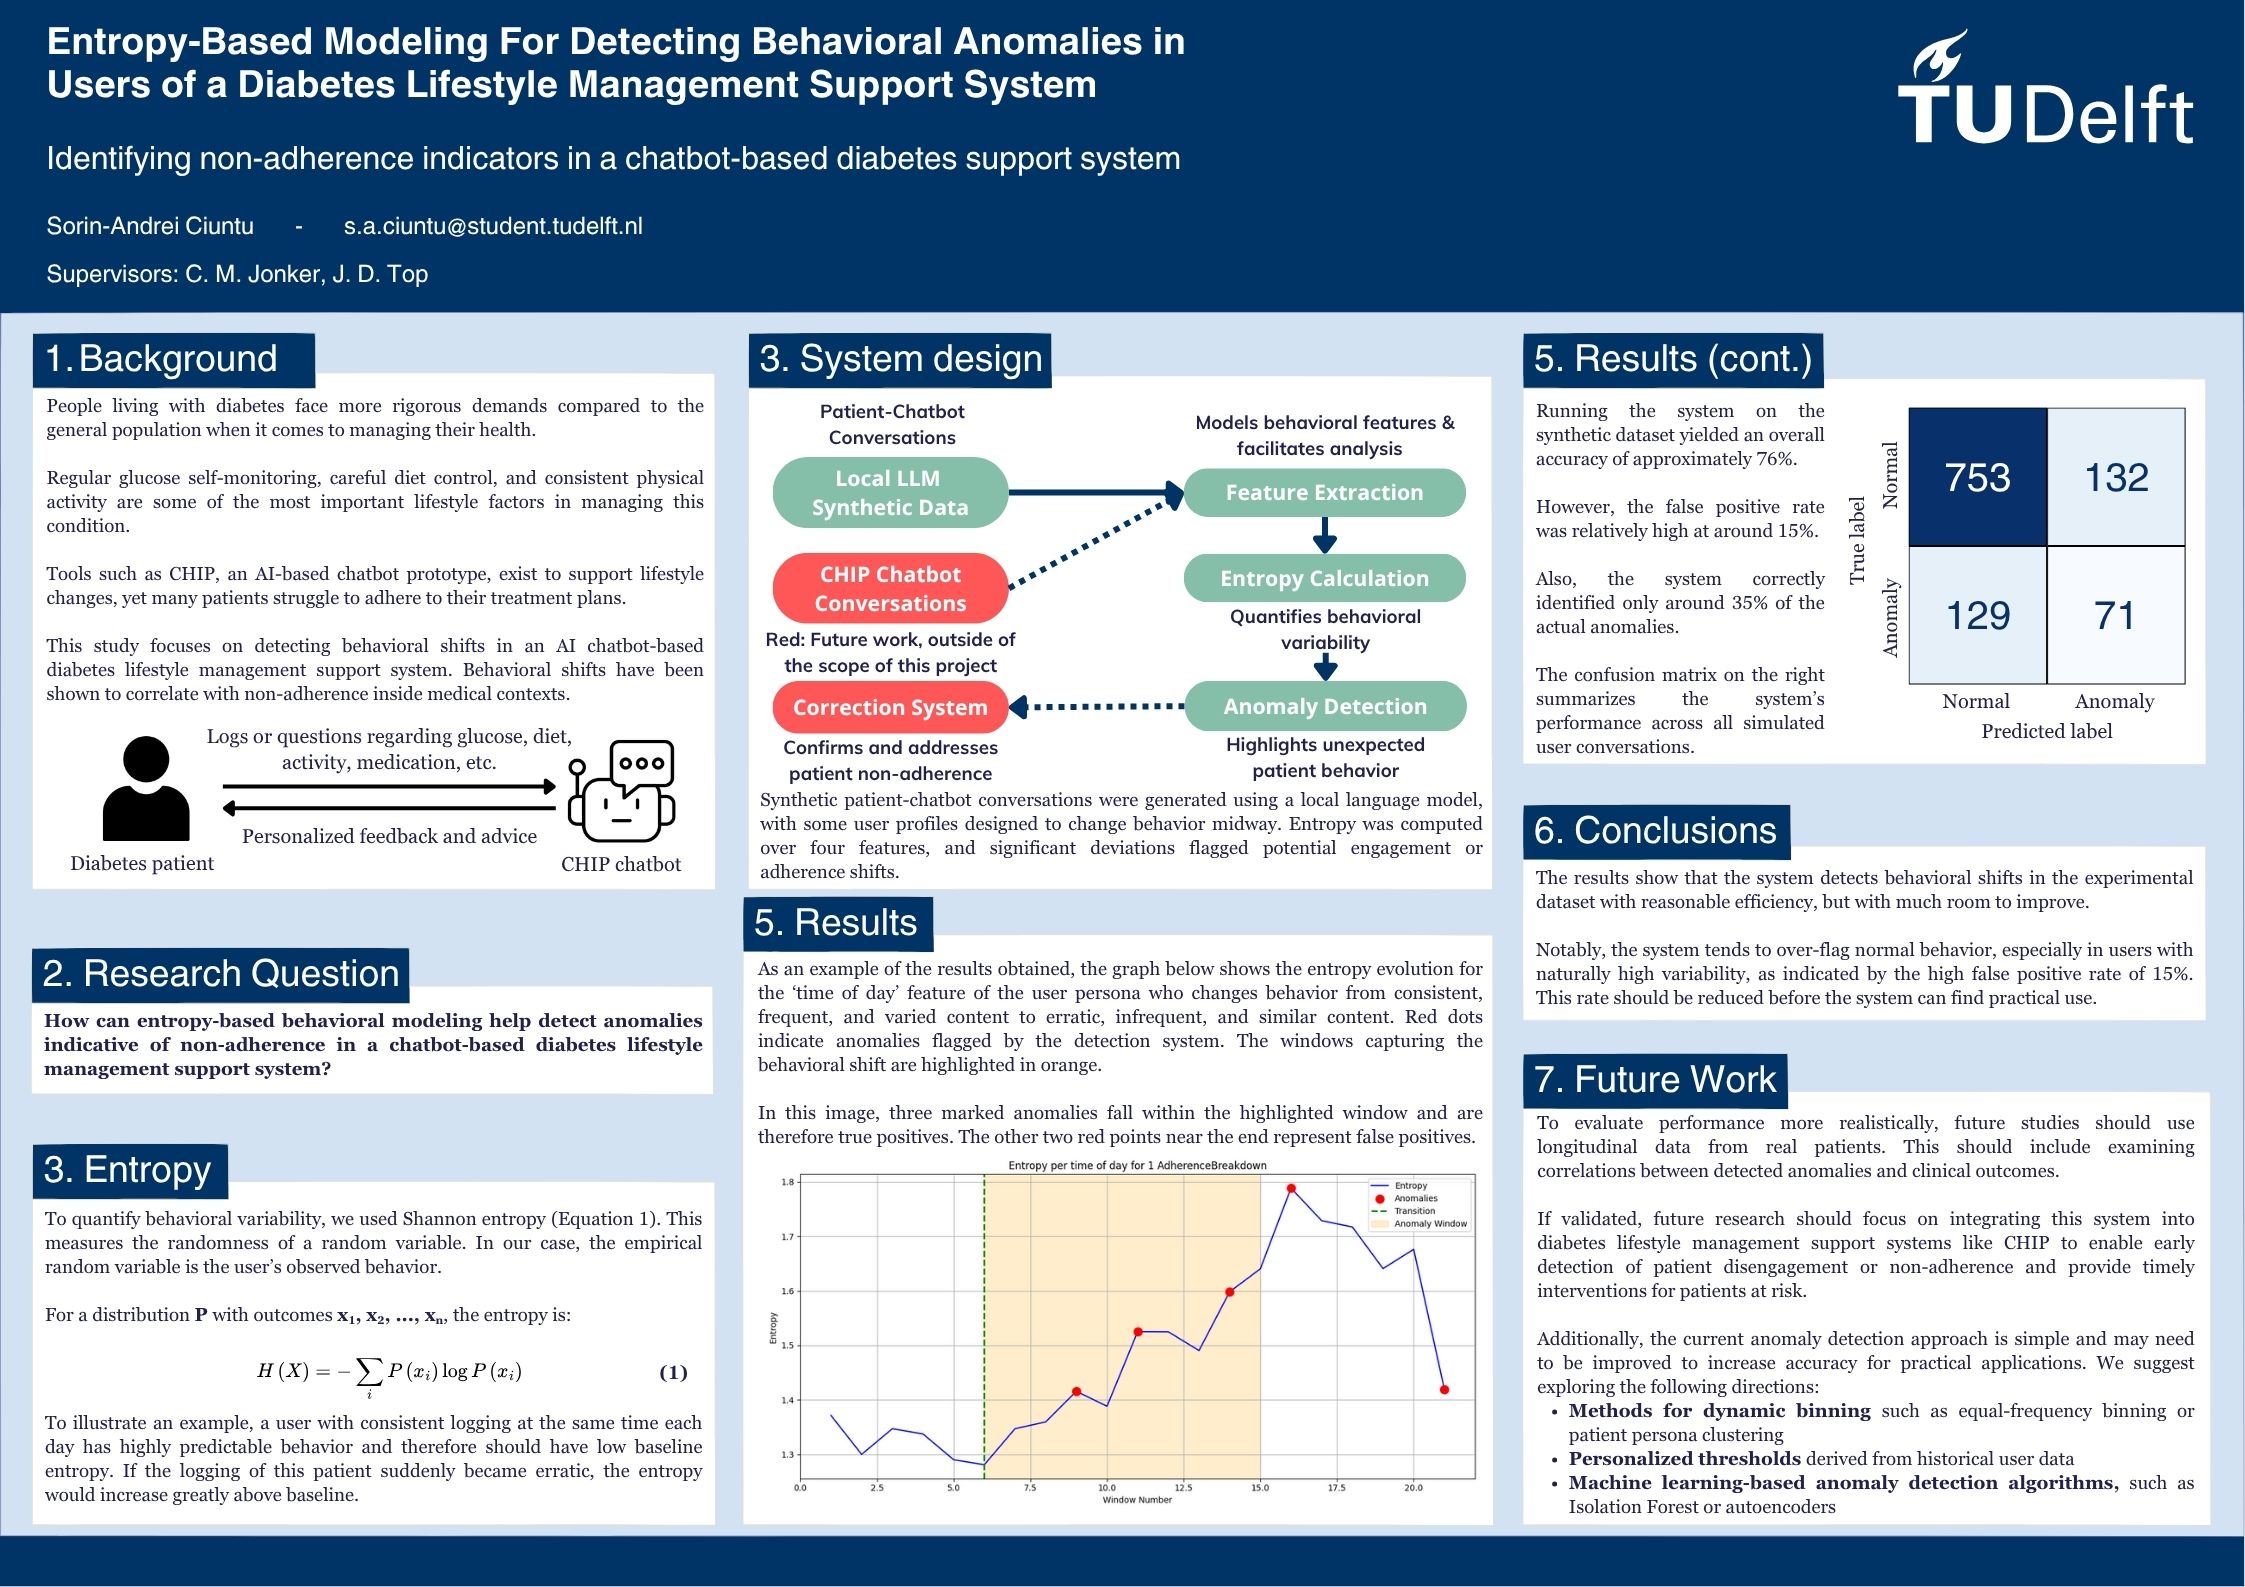 Entropy-Based Modeling For Detecting Behavioral Anomalies in
Users of a Diabetes Lifestyle Management Support System
Identifying non-adherence indicators in a chatbot-based diabetes support system
Sorin-Andrei Ciuntu - s.a.ciuntu@student.tudelft.nl
Supervisors: C. M. Jonker, J. D. Top
TUDelft
1. Background
People living with diabetes face more rigorous demands compared to the
general population when it comes to managing their health.
Regular glucose self-monitoring, careful diet control, and consistent physical
activity are some of the most important lifestyle factors in managing this
condition.
Tools such as CHIP, an AI-based chatbot prototype, exist to support lifestyle
changes, yet many patients struggle to adhere to their treatment plans.
This study focuses on detecting behavioral shifts in an AI chatbot-based
diabetes lifestyle management support system. Behavioral shifts have been
shown to correlate with non-adherence inside medical contexts.
Logs or questions regarding glucose, diet,
activity, medication, etc.
Personalized feedback and advice
Diabetes patient
CHIP chatbot
2. Research Question
How can entropy-based behavioral modeling help detect anomalies
indicative of non-adherence in a chatbot-based diabetes lifestyle
management support system?
3. Entropy
To quantify behavioral variability, we used Shannon entropy (Equation 1). This
measures the randomness of a random variable. In our case, the empirical
random variable is the user's observed behavior.
For a distribution P with outcomes x₁, x₂, ..., xₙ, the entropy is:
H (X) = − ∑ᵢ P (xᵢ) log P (xᵢ) (1)
To illustrate an example, a user with consistent logging at the same time each
day has highly predictable behavior and therefore should have low baseline
entropy. If the logging of this patient suddenly became erratic, the entropy
would increase greatly above baseline.
3. System design
Patient-Chatbot
Conversations
Local LLM
Synthetic Data
CHIP Chatbot
Conversations
Red: Future work, outside of
the scope of this project
Correction System
Confirms and addresses
patient non-adherence
Models behavioral features &
facilitates analysis
Feature Extraction
Entropy Calculation
Quantifies behavioral
variability
Anomaly Detection
Highlights unexpected
patient behavior
Synthetic patient-chatbot conversations were generated using a local language model,
with some user profiles designed to change behavior midway. Entropy was computed
over four features, and significant deviations flagged potential engagement or
adherence shifts.
5. Results
As an example of the results obtained, the graph below shows the entropy evolution for
the 'time of day' feature of the user persona who changes behavior from consistent,
frequent, and varied content to erratic, infrequent, and similar content. Red dots
indicate anomalies flagged by the detection system. The windows capturing the
behavioral shift are highlighted in orange.
In this image, three marked anomalies fall within the highlighted window and are
therefore true positives. The other two red points near the end represent false positives.
Entropy per time of day for 1 AdherenceBreakdown
Entropy
Anomalies
Transition
Anomaly Window
1.8
1.7
1.6
1.5
1.4
1.3
Entropy
0.0 2.5 5.0 7.5 10.0 12.5 15.0 17.5 20.0
Window Number
5. Results (cont.)
Running the system on the
synthetic dataset yielded an overall
accuracy of approximately 76%.
However, the false positive rate
was relatively high at around 15%.
Also, the system correctly
identified only around 35% of the
actual anomalies.
The confusion matrix on the right
summarizes the system's
performance across all simulated
user conversations.
True label
Normal
Anomaly
753 132
129 71
Normal Anomaly
Predicted label
6. Conclusions
The results show that the system detects behavioral shifts in the experimental
dataset with reasonable efficiency, but with much room to improve.
Notably, the system tends to over-flag normal behavior, especially in users with
naturally high variability, as indicated by the high false positive rate of 15%.
This rate should be reduced before the system can find practical use.
7. Future Work
To evaluate performance more realistically, future studies should use
longitudinal data from real patients. This should include examining
correlations between detected anomalies and clinical outcomes.
If validated, future research should focus on integrating this system into
diabetes lifestyle management support systems like CHIP to enable early
detection of patient disengagement or non-adherence and provide timely
interventions for patients at risk.
Additionally, the current anomaly detection approach is simple and may need
to be improved to increase accuracy for practical applications. We suggest
exploring the following directions:
• Methods for dynamic binning such as equal-frequency binning or
patient persona clustering
• Personalized thresholds derived from historical user data
• Machine learning-based anomaly detection algorithms, such as
Isolation Forest or autoencoders